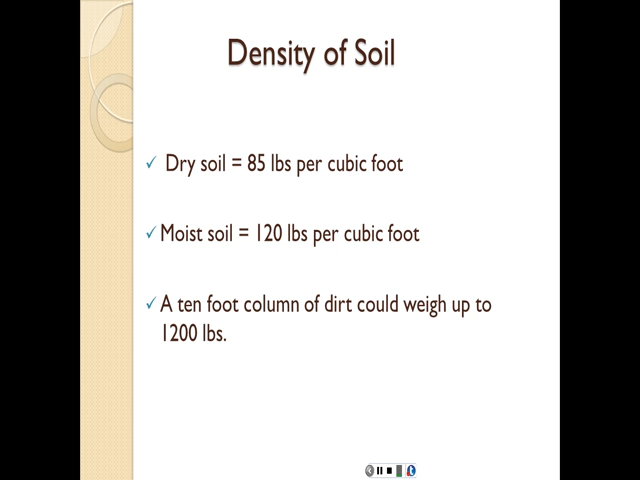 Density of Soil
Dry soil = 85 lbs per cubic foot
Moist soil = 120 lbs per cubic foot
A ten foot column of dirt could weigh up to
1200 lbs.